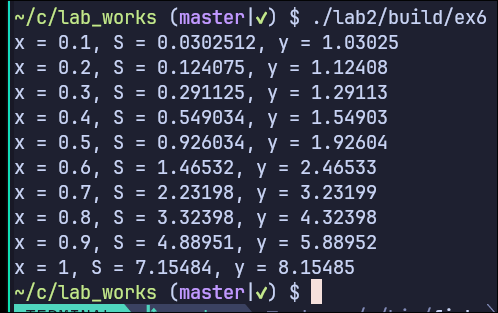 ~/c/lab_works (master|✔) $ ./lab2/build/ex6
x = 0.1, S = 0.0302512, y = 1.03025
x = 0.2, S = 0.124075, y = 1.12408
x = 0.3, S = 0.291125, y = 1.29113
x = 0.4, S = 0.549034, y = 1.54903
x = 0.5, S = 0.926034, y = 1.92604
x = 0.6, S = 1.46532, y = 2.46533
x = 0.7, S = 2.23198, y = 3.23199
x = 0.8, S = 3.32398, y = 4.32398
x = 0.9, S = 4.88951, y = 5.88952
x = 1, S = 7.15484, y = 8.15485
~/c/lab_works (master|✔) $